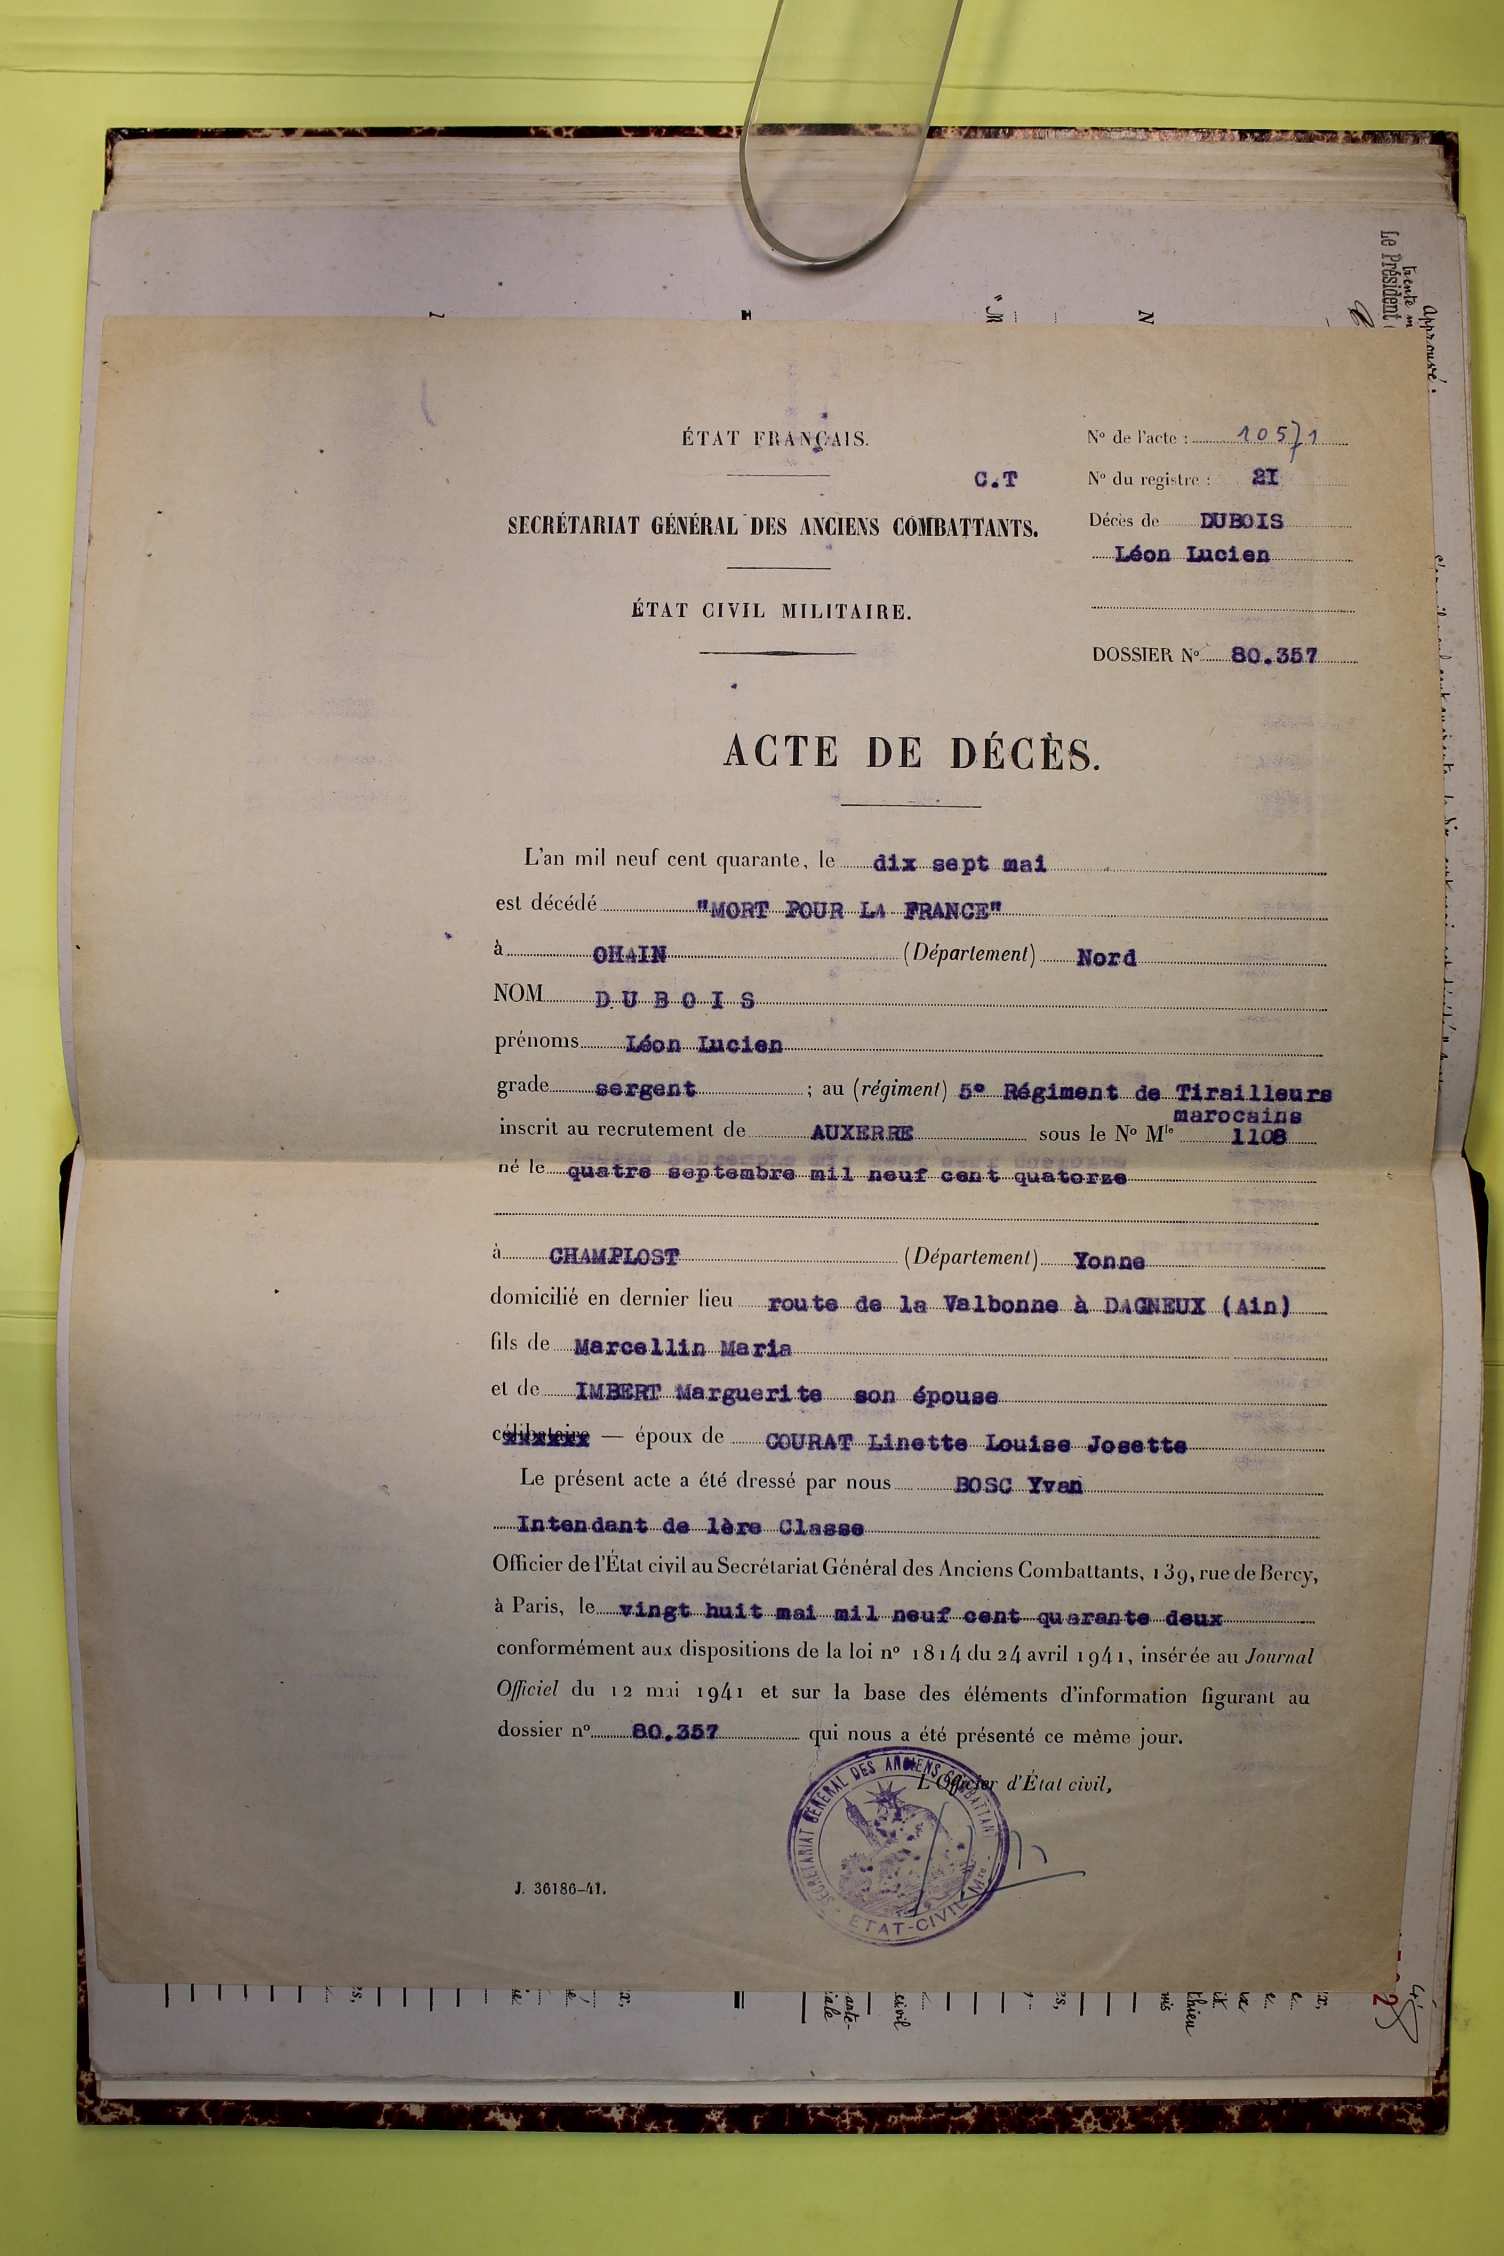 Le Président
Approuvé.
N
ÉTAT FRANÇAIS.
C.T
SECRÉTARIAT GÉNÉRAL DES ANCIENS COMBATTANTS.
ÉTAT CIVIL MILITAIRE.
N° de l'acte : 10571
N° du registre : 2I
Décès de DUBOIS
Léon Lucien
DOSSIER N° 80.357
ACTE DE DÉCÈS.
L'an mil neuf cent quarante, le dix sept mai
est décédé "MORT POUR LA FRANCE"
à OHAIN (Département) Nord
NOM D U B O I S
prénoms Léon Lucien
grade sergent ; au (régiment) 5° Régiment de Tirailleurs
marocains
inscrit au recrutement de AUXERRE sous le N° Mle 1108
né le quatre septembre mil neuf cent quatorze
à CHAMPLOST (Département) Yonne
domicilié en dernier lieu route de la Valbonne à DAGNEUX (Ain)
fils de Marcellin Maria
et de IMBERT Marguerite son épouse
célibataire — époux de COURAT Linette Louise Josette
Le présent acte a été dressé par nous BOSC Yvan
Intendant de 1ère Classe
Officier de l'État civil au Secrétariat Général des Anciens Combattants, 139, rue de Bercy,
à Paris, le vingt huit mai mil neuf cent quarante deux
conformément aux dispositions de la loi n° 1814 du 24 avril 1941, insérée au Journal
Officiel du 12 mai 1941 et sur la base des éléments d'information figurant au
dossier n° 80.357 qui nous a été présenté ce même jour.
L'Officier d'État civil,
SECRÉTARIAT GÉNÉRAL DES ANCIENS COMBATTANTS
ÉTAT-CIVIL Mre
J. 36186-41.